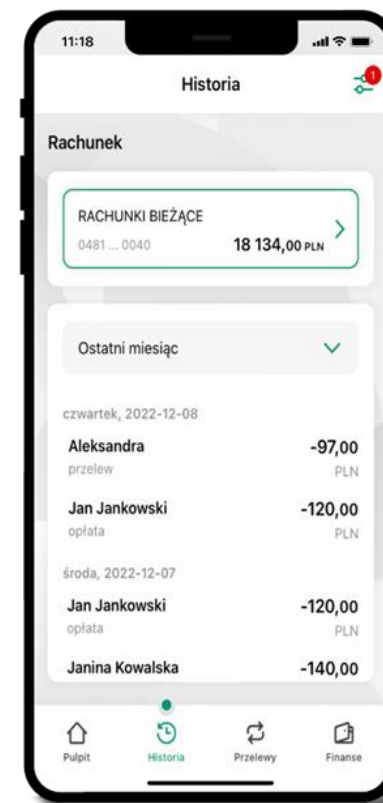 11:18
Historia
1
Rachunek
RACHUNKI BIEŻĄCE
0481 ... 0040 18 134,00 PLN
Ostatni miesiąc
czwartek, 2022-12-08
Aleksandra -97,00
przelew PLN
Jan Jankowski -120,00
opłata PLN
środa, 2022-12-07
Jan Jankowski -120,00
opłata PLN
Janina Kowalska -140,00
Pulpit Historia Przelewy Finanse